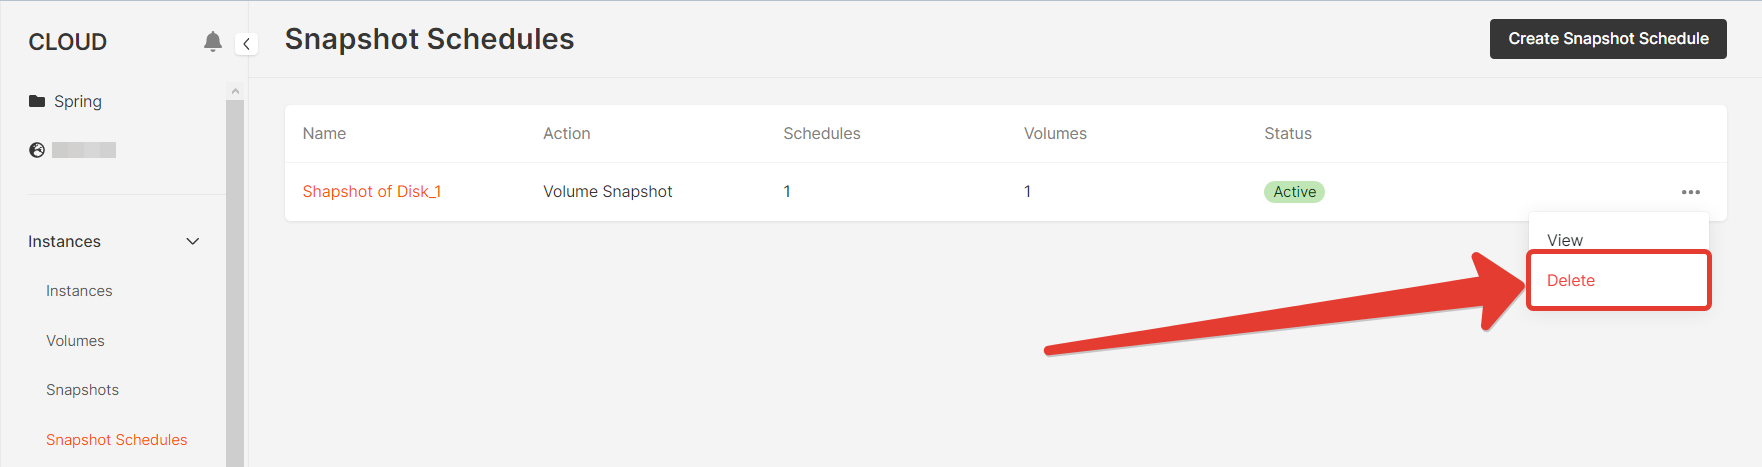 CLOUD
Spring
Instances
Instances
Volumes
Snapshots
Snapshot Schedules
Snapshot Schedules
Create Snapshot Schedule
Name Action Schedules Volumes Status
Shapshot of Disk_1 Volume Snapshot 1 1 Active
View
Delete